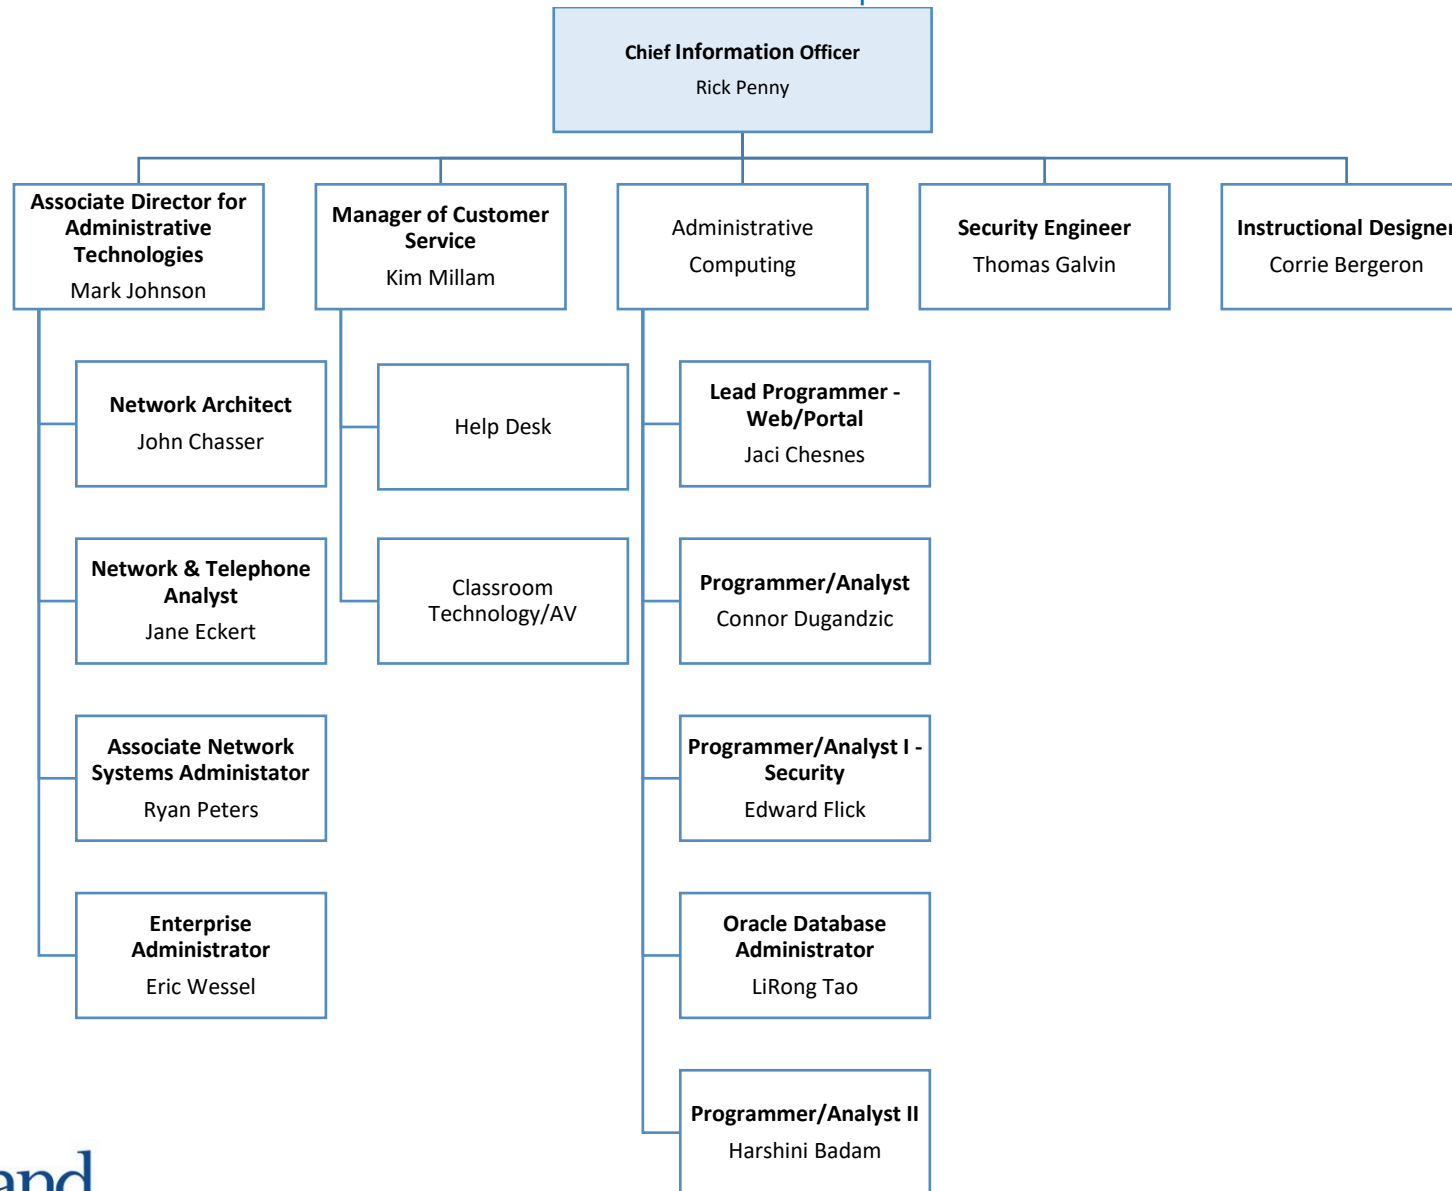 Chief Information Officer
Rick Penny
Associate Director for
Administrative
Technologies
Mark Johnson
Manager of Customer
Service
Kim Millam
Administrative
Computing
Security Engineer
Thomas Galvin
Instructional Designer
Corrie Bergeron
Network Architect
John Chasser
Help Desk
Lead Programmer -
Web/Portal
Jaci Chesnes
Network & Telephone
Analyst
Jane Eckert
Classroom
Technology/AV
Programmer/Analyst
Connor Dugandzic
Associate Network
Systems Administator
Ryan Peters
Programmer/Analyst I -
Security
Edward Flick
Enterprise
Administrator
Eric Wessel
Oracle Database
Administrator
LiRong Tao
Programmer/Analyst II
Harshini Badam
and